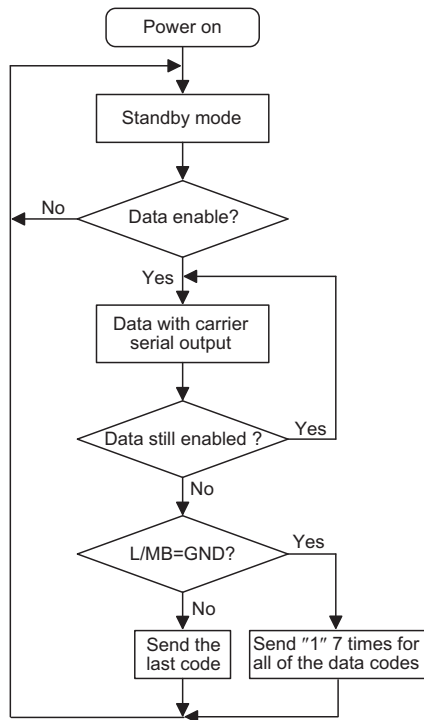 Power on
Standby mode
Data enable?
No
Yes
Data with carrier
serial output
Data still enabled ?
Yes
No
L/MB=GND?
Yes
No
Send the
last code
Send ″1″ 7 times for
all of the data codes